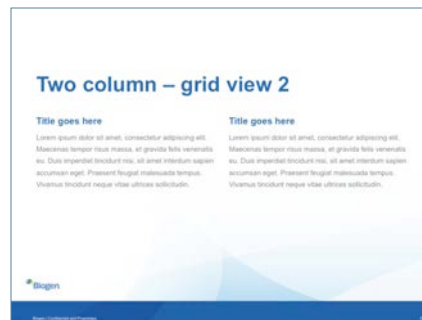 Two column – grid view 2
Title goes here
Lorem ipsum dolor sit amet, consectetur adipiscing elit.
Maecenas tempor risus massa, et gravida felis venenatis
eu. Duis imperdiet tincidunt nisi, sit amet interdum sapien
accumsan eget. Praesent feugiat malesuada tempus.
Vivamus tincidunt neque vitae ultrices sollicitudin.
Title goes here
Lorem ipsum dolor sit amet, consectetur adipiscing elit.
Maecenas tempor risus massa, et gravida felis venenatis
eu. Duis imperdiet tincidunt nisi, sit amet interdum sapien
accumsan eget. Praesent feugiat malesuada tempus.
Vivamus tincidunt neque vitae ultrices sollicitudin.
Biogen
Biogen | Confidential and Proprietary